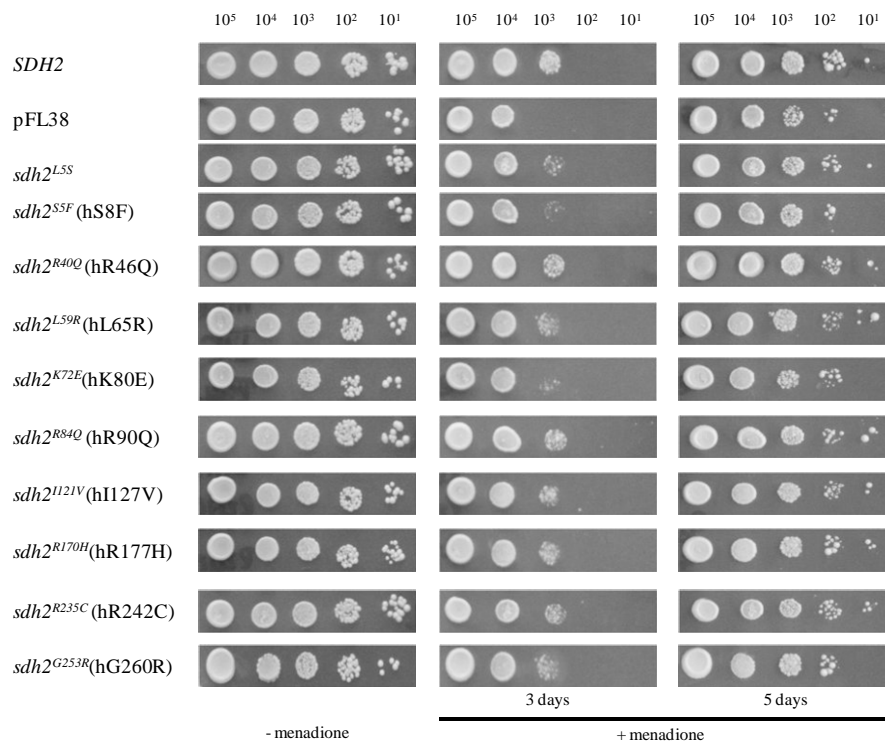 10⁵ 10⁴ 10³ 10² 10¹ 10⁵ 10⁴ 10³ 10² 10¹ 10⁵ 10⁴ 10³ 10² 10¹
SDH2
pFL38
sdh2ᴸ⁵ˢ
sdh2ˢ⁵ꟳ (hS8F)
sdh2ᴿ⁴⁰Q (hR46Q)
sdh2ᴸ⁵⁹ᴿ (hL65R)
sdh2ᴷ⁷²ᴱ (hK80E)
sdh2ᴿ⁸⁴Q (hR90Q)
sdh2ᴵ¹²¹ⱽ (hI127V)
sdh2ᴿ¹⁷⁰ᴴ (hR177H)
sdh2ᴿ²³⁵C (hR242C)
sdh2ᴳ²⁵³ᴿ (hG260R)
3 days 5 days
- menadione + menadione